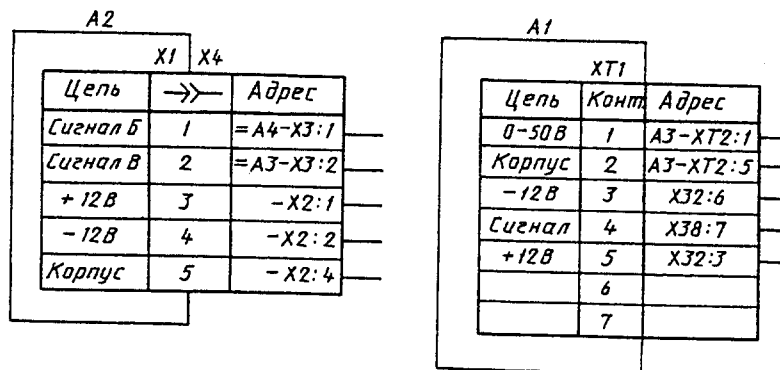 A2
X1 X4
Цепь Адрес
Сигнал Б 1 =A4-X3:1
Сигнал В 2 =A3-X3:2
+12В 3 -X2:1
-12В 4 -X2:2
Корпус 5 -X2:4
A1
XT1
Цепь Конт. Адрес
0-50В 1 A3-XT2:1
Корпус 2 A3-XT2:5
-12В 3 X32:6
Сигнал 4 X38:7
+12В 5 X32:3
6
7